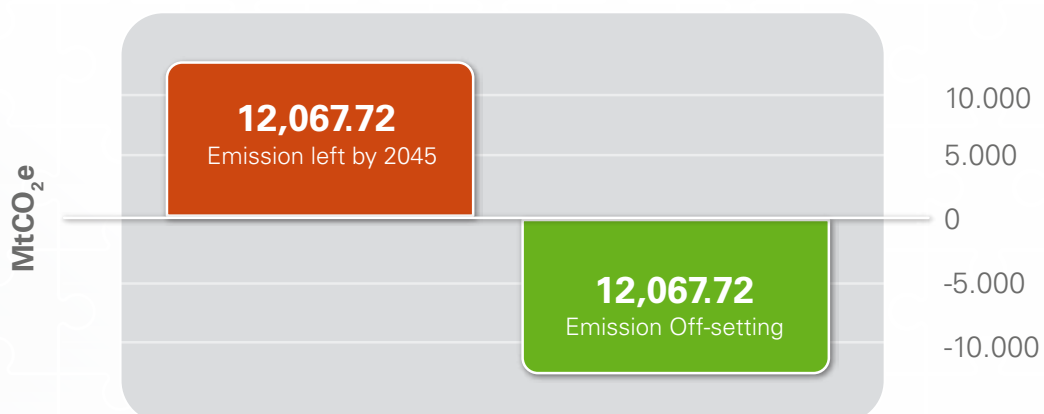 12,067.72
Emission left by 2045
12,067.72
Emission Off-setting
MtCO₂e
10.000
5.000
0
-5.000
-10.000